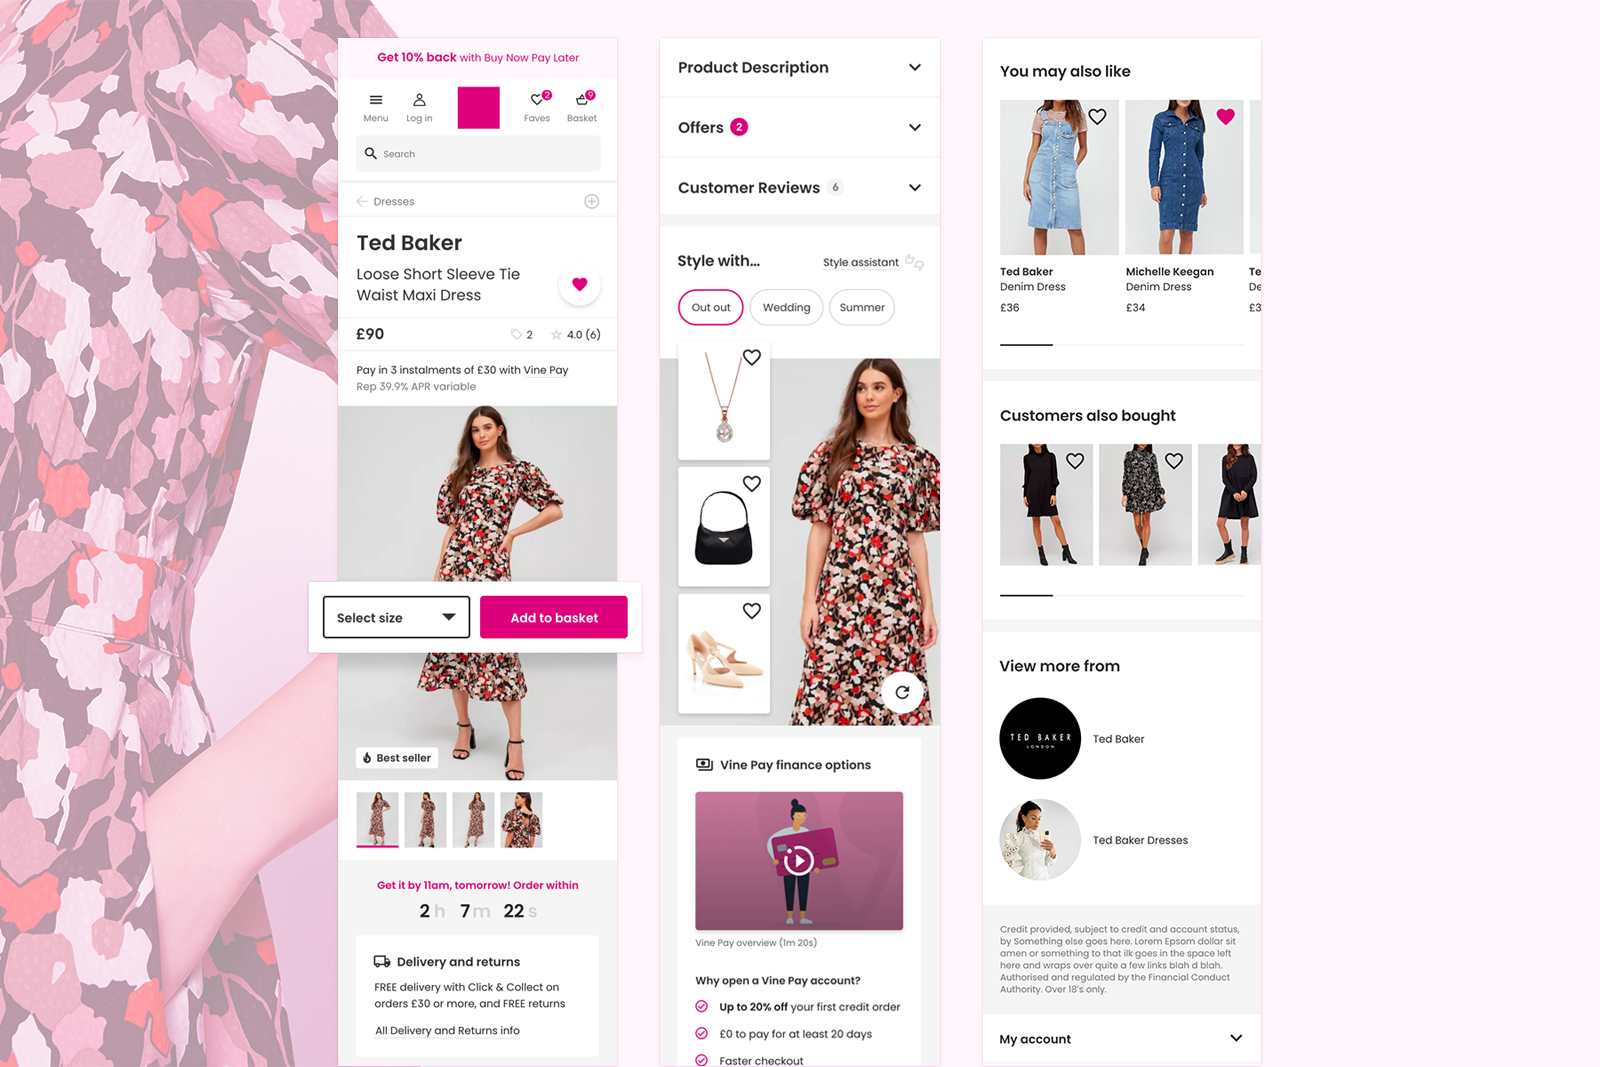 Get 10% back with Buy Now Pay Later
2
9
Menu
Log in
Faves
Basket
Search
Dresses
Ted Baker
Loose Short Sleeve Tie
Waist Maxi Dress
£90
2
4.0 (6)
Pay in 3 instalments of £30 with Vine Pay
Rep 39.9% APR variable
Select size
Add to basket
Best seller
Get it by 11am, tomorrow! Order within
2 h 7 m 22 s
Delivery and returns
FREE delivery with Click & Collect on
orders £30 or more, and FREE returns
All Delivery and Returns info
Product Description
Offers 2
Customer Reviews 6
Style with...
Style assistant
Out out
Wedding
Summer
Vine Pay finance options
Vine Pay overview (1m 20s)
Why open a Vine Pay account?
Up to 20% off your first credit order
£0 to pay for at least 20 days
Faster checkout
You may also like
Ted Baker
Denim Dress
£36
Michelle Keegan
Denim Dress
£34
Te
De
£3
Customers also bought
View more from
TED BAKER
LONDON
Ted Baker
Ted Baker Dresses
Credit provided, subject to credit and account status,
by Something else goes here. Lorem Epsom dollar sit
amen or something to that ilk goes in the space left
here and wraps over quite a few links blah d blah.
Authorised and regulated by the Financial Conduct
Authority. Over 18's only.
My account